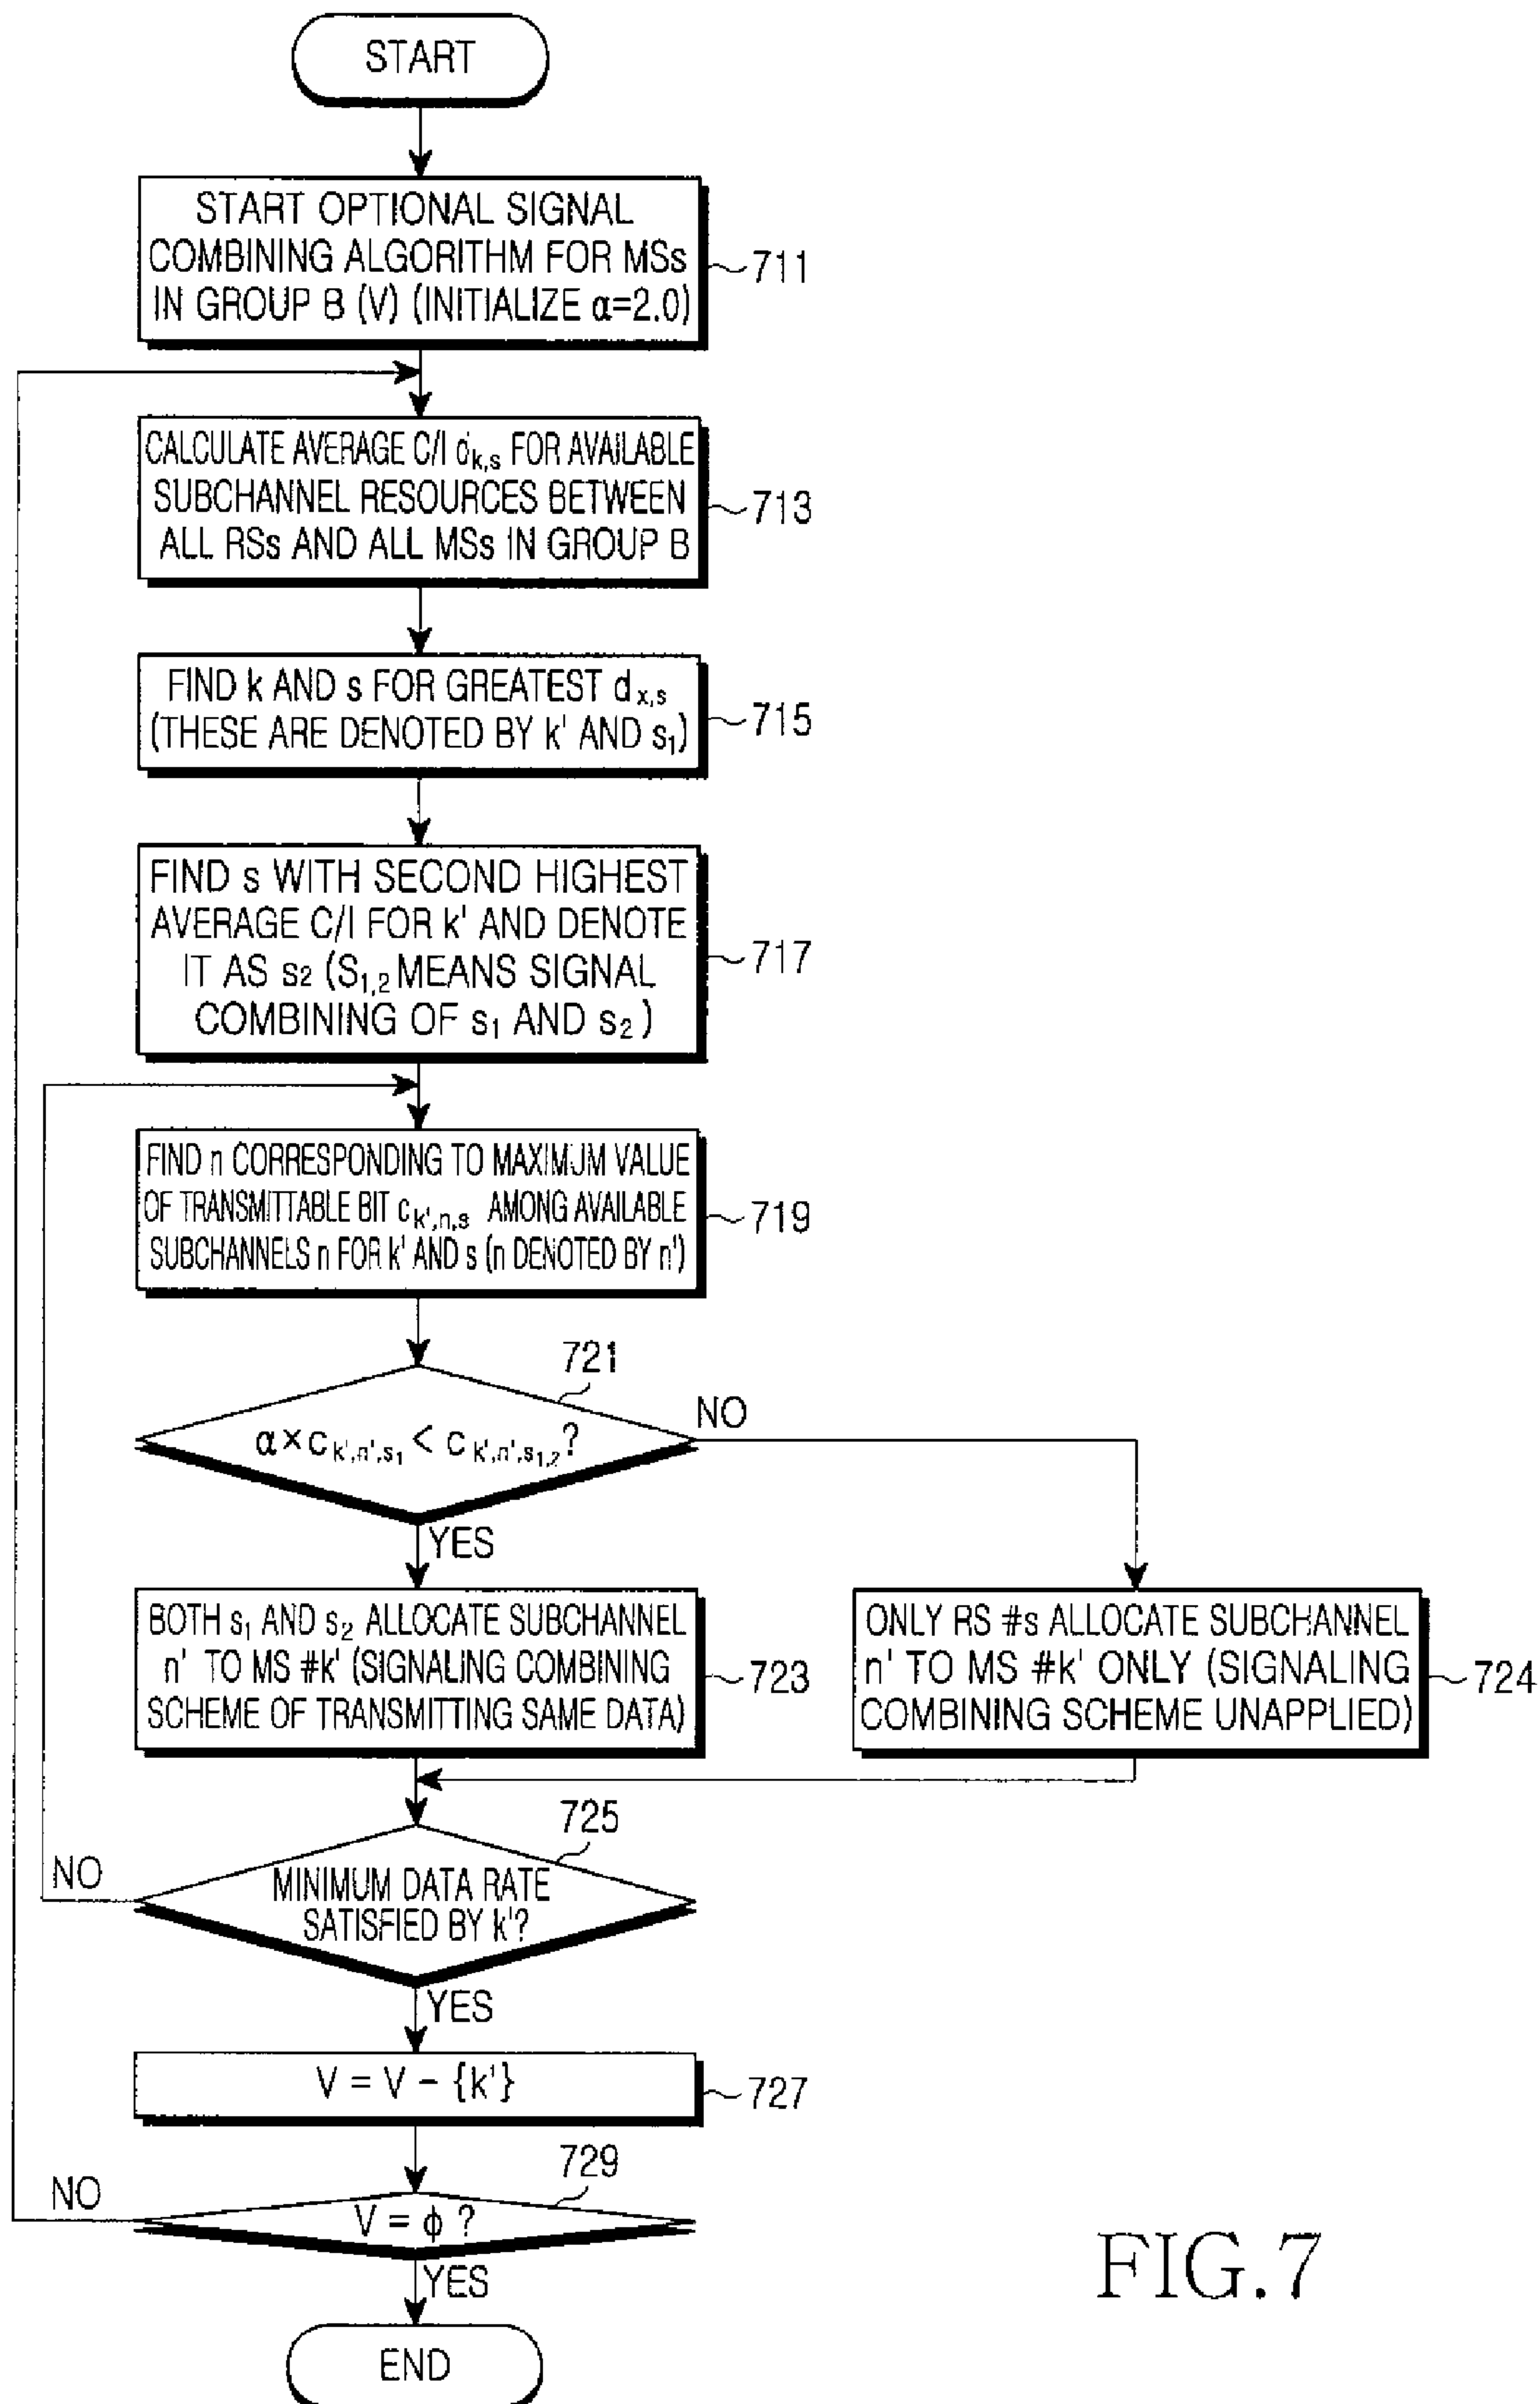 START
START OPTIONAL SIGNAL
COMBINING ALGORITHM FOR MSs
IN GROUP B (V) (INITIALIZE α=2.0)
711
CALCULATE AVERAGE C/I d̄k,s FOR AVAILABLE
SUBCHANNEL RESOURCES BETWEEN
ALL RSs AND ALL MSs IN GROUP B
713
FIND k AND s FOR GREATEST dx,s
(THESE ARE DENOTED BY k' AND s1)
715
FIND s WITH SECOND HIGHEST
AVERAGE C/I FOR k' AND DENOTE
IT AS s2 (S1,2 MEANS SIGNAL
COMBINING OF s1 AND s2)
717
FIND n CORRESPONDING TO MAXIMUM VALUE
OF TRANSMITTABLE BIT ck',n,s AMONG AVAILABLE
SUBCHANNELS n FOR k' AND s (n DENOTED BY n')
719
721
α×ck',n',s1 < ck',n',s1,2?
NO
YES
BOTH s1 AND s2 ALLOCATE SUBCHANNEL
n' TO MS #k' (SIGNALING COMBINING
SCHEME OF TRANSMITTING SAME DATA)
723
ONLY RS #s ALLOCATE SUBCHANNEL
n' TO MS #k' ONLY (SIGNALING
COMBINING SCHEME UNAPPLIED)
724
725
MINIMUM DATA RATE
SATISFIED BY k'?
NO
YES
V = V - {k'}
727
729
V = ϕ ?
NO
YES
END
FIG.7